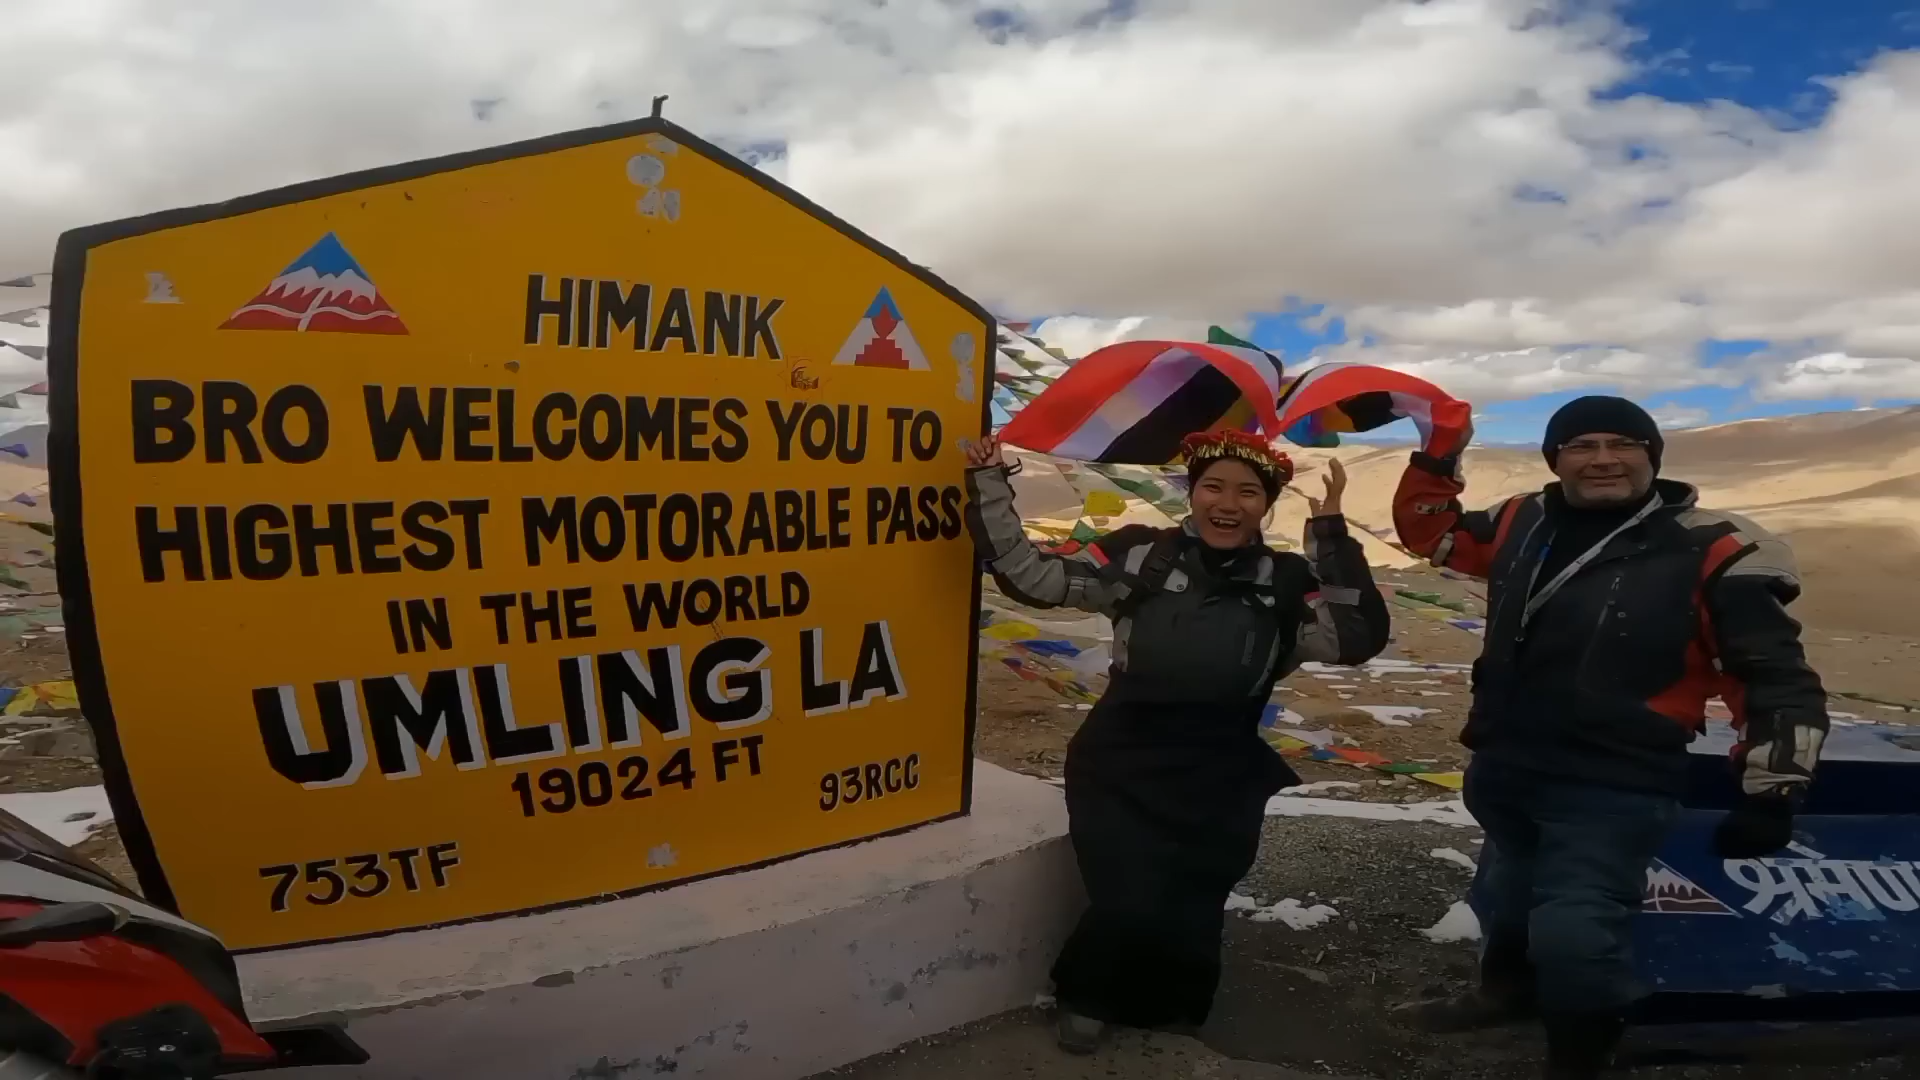 HIMANK
BRO WELCOMES YOU TO
HIGHEST MOTORABLE PASS
IN THE WORLD
UMLING LA
19024 FT
93RCC
753TF